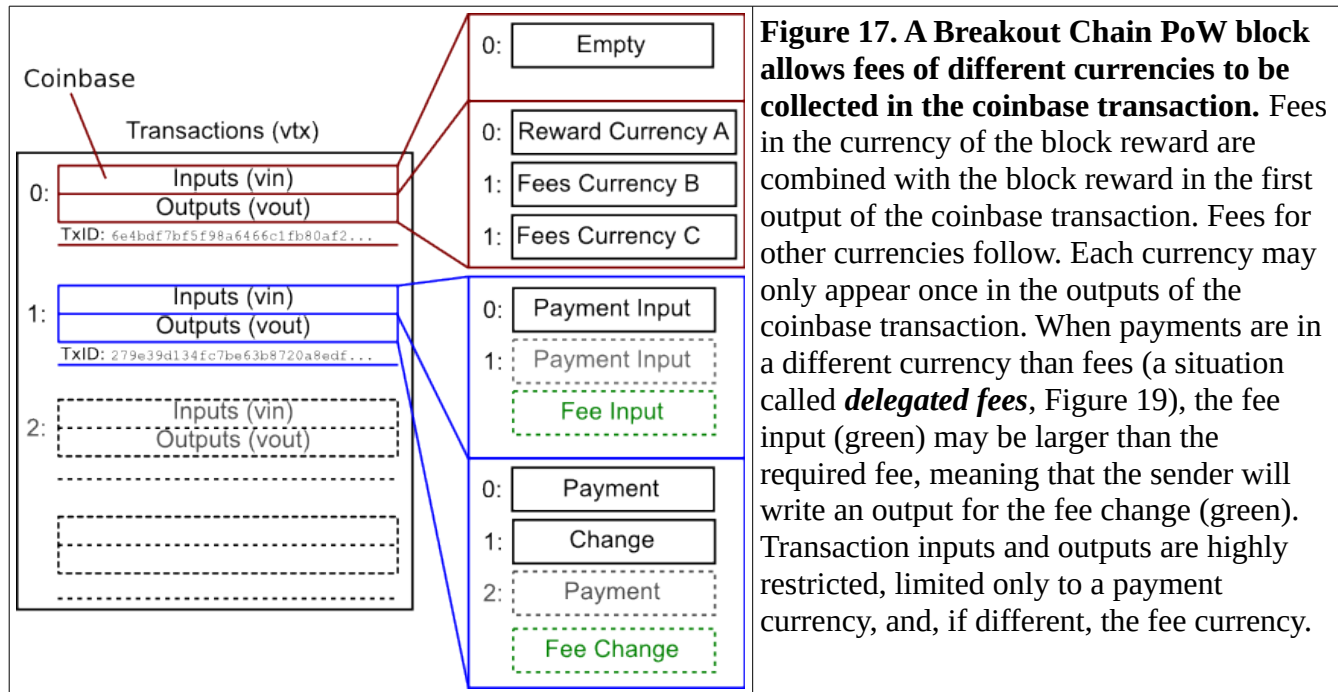 Coinbase
Transactions (vtx)
0:
Inputs (vin)
Outputs (vout)
TxID: 6e4bdf7bf5f98a6466c1fb80af2...
1:
Inputs (vin)
Outputs (vout)
TxID: 279e39d134fc7be63b8720a8edf...
2:
Inputs (vin)
Outputs (vout)
0: Empty
0: Reward Currency A
1: Fees Currency B
1: Fees Currency C
0: Payment Input
1: Payment Input
Fee Input
0: Payment
1: Change
2: Payment
Fee Change
Figure 17. A Breakout Chain PoW block
allows fees of different currencies to be
collected in the coinbase transaction. Fees
in the currency of the block reward are
combined with the block reward in the first
output of the coinbase transaction. Fees for
other currencies follow. Each currency may
only appear once in the outputs of the
coinbase transaction. When payments are in
a different currency than fees (a situation
called delegated fees, Figure 19), the fee
input (green) may be larger than the
required fee, meaning that the sender will
write an output for the fee change (green).
Transaction inputs and outputs are highly
restricted, limited only to a payment
currency, and, if different, the fee currency.